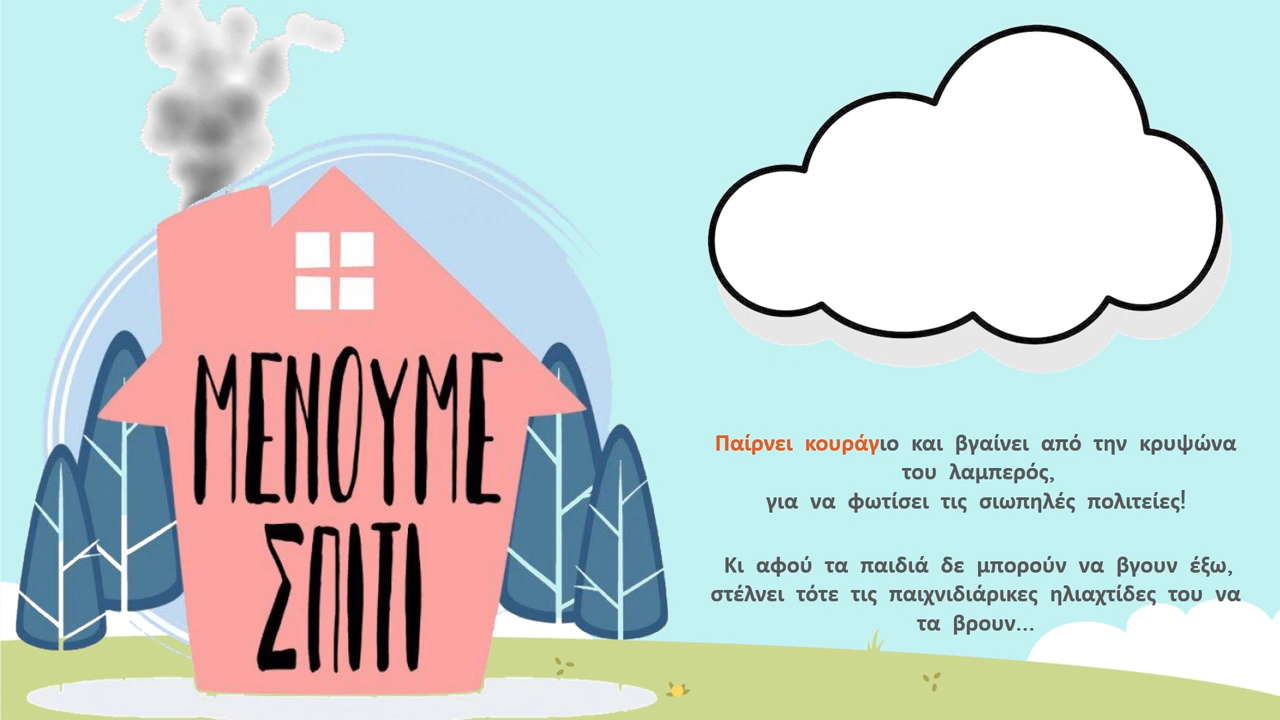 ΜΕΝΟΥΜΕ
ΣΠΙΤΙ
Παίρνει κουράγιο και βγαίνει από την κρυψώνα
του λαμπερός,
για να φωτίσει τις σιωπηλές πολιτείες!
Κι αφού τα παιδιά δε μπορούν να βγουν έξω,
στέλνει τότε τις παιχνιδιάρικες ηλιαχτίδες του να
τα βρουν...